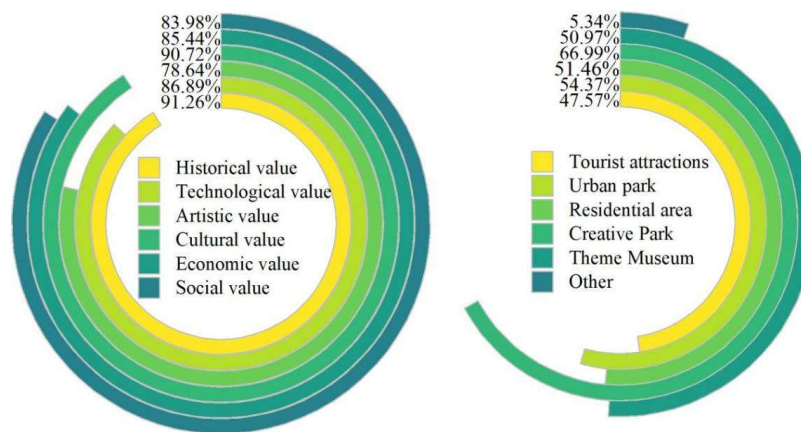 83.98%
85.44%
90.72%
78.64%
86.89%
91.26%
Historical value
Technological value
Artistic value
Cultural value
Economic value
Social value
5.34%
50.97%
66.99%
51.46%
54.37%
47.57%
Tourist attractions
Urban park
Residential area
Creative Park
Theme Museum
Other